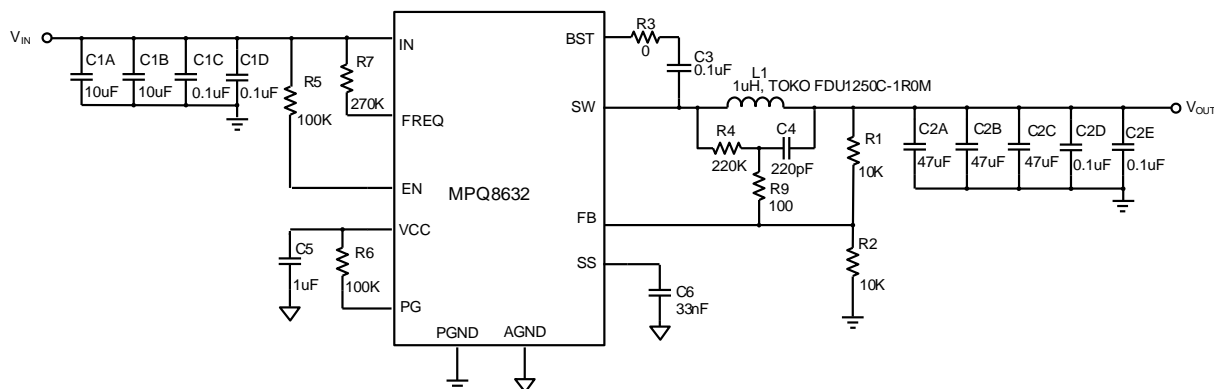 VIN
C1A
10uF
C1B
10uF
C1C
0.1uF
C1D
0.1uF
R5
100K
R7
270K
IN
FREQ
EN
VCC
PG
PGND
AGND
MPQ8632
BST
SW
FB
SS
C5
1uF
R6
100K
R3
0
C3
0.1uF
L1
1uH, TOKO FDU1250C-1R0M
R4
220K
C4
220pF
R9
100
R1
10K
R2
10K
C6
33nF
C2A
47uF
C2B
47uF
C2C
47uF
C2D
0.1uF
C2E
0.1uF
VOUT